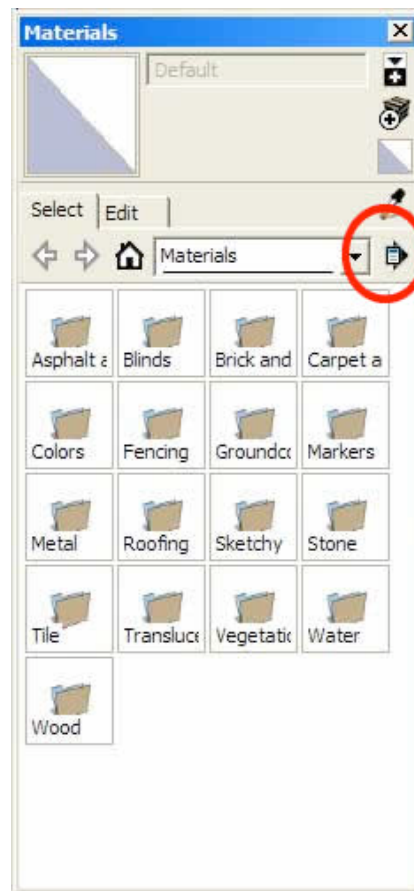 Materials
Default
Select Edit
Materials
Asphalt a Blinds Brick and Carpet a
Colors Fencing Groundco Markers
Metal Roofing Sketchy Stone
Tile Transluce Vegetatic Water
Wood